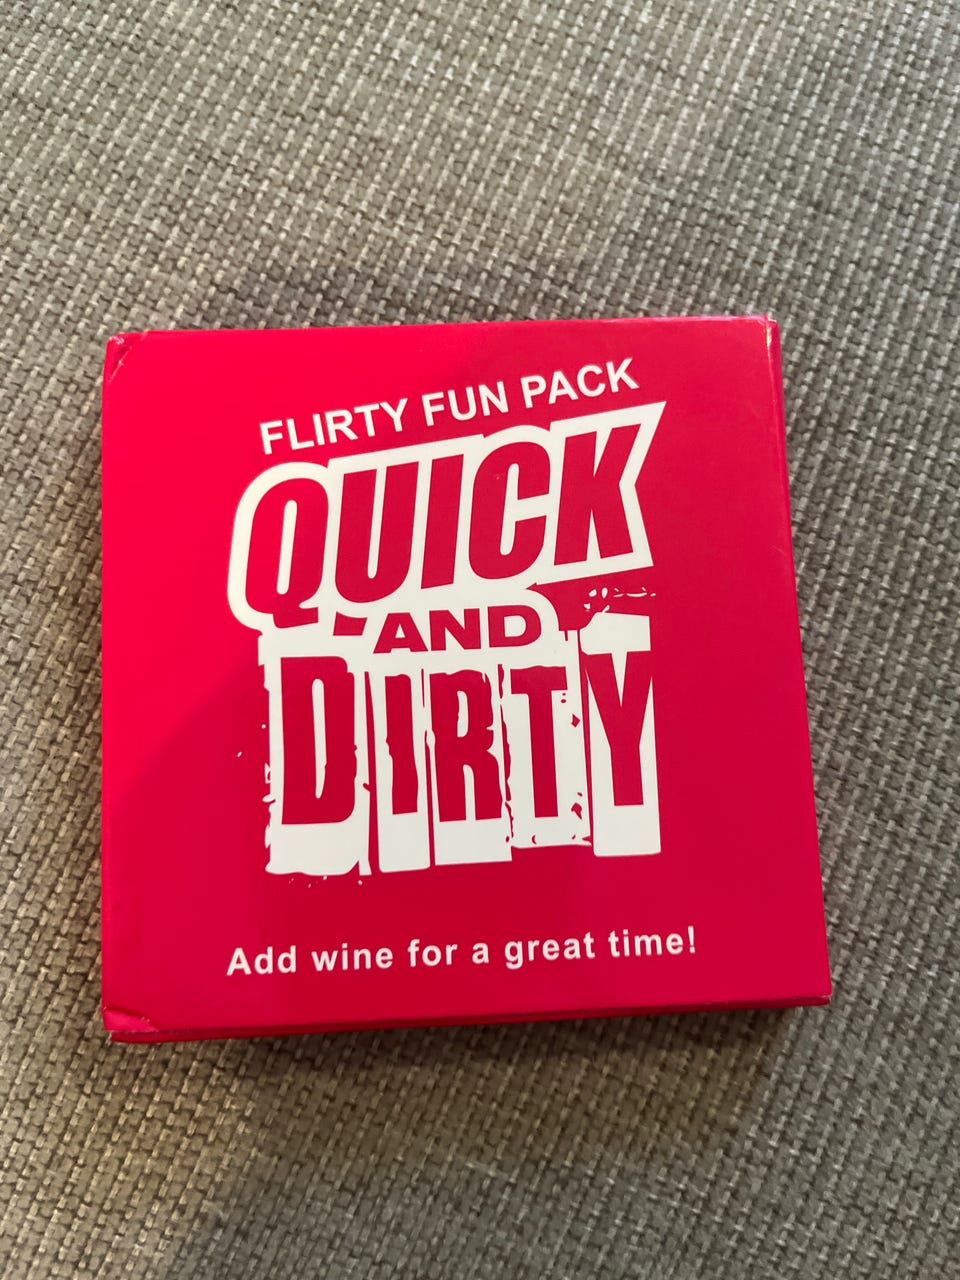 FLIRTY FUN PACK
QUICK
AND
DIRTY
Add wine for a great time!